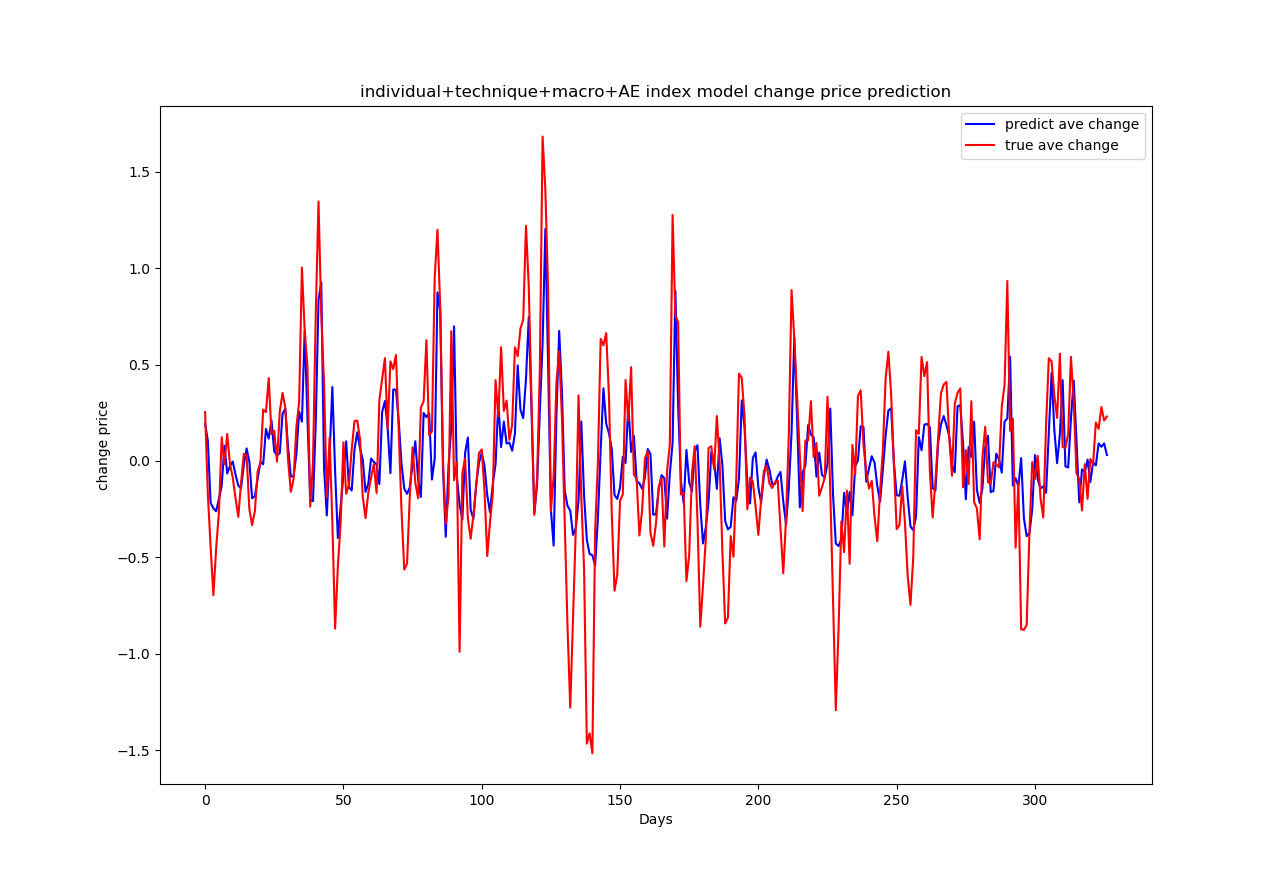 individual+technique+macro+AE index model change price prediction
predict ave change
true ave change
change price
1.5
1.0
0.5
0.0
−0.5
−1.0
−1.5
0 50 100 150 200 250 300
Days